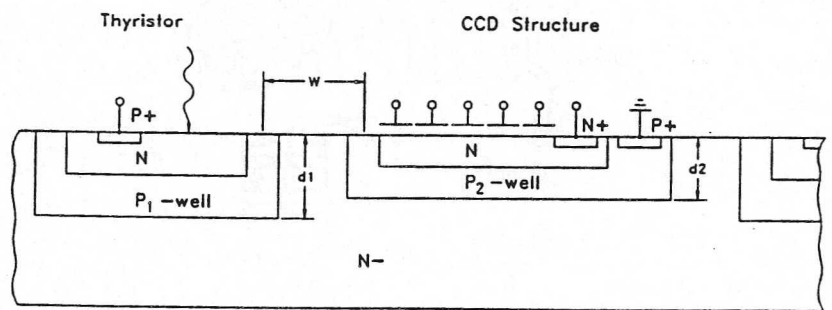 Thyristor
CCD Structure
W
P+
N+
P+
N
d1
N
d2
P₁-well
P₂-well
N-